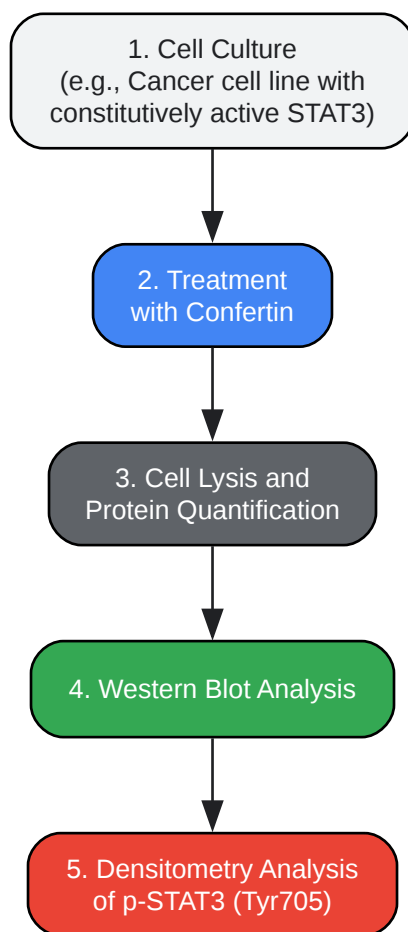 1. Cell Culture
(e.g., Cancer cell line with
constitutively active STAT3)
2. Treatment
with Confertin
3. Cell Lysis and
Protein Quantification
4. Western Blot Analysis
5. Densitometry Analysis
of p-STAT3 (Tyr705)